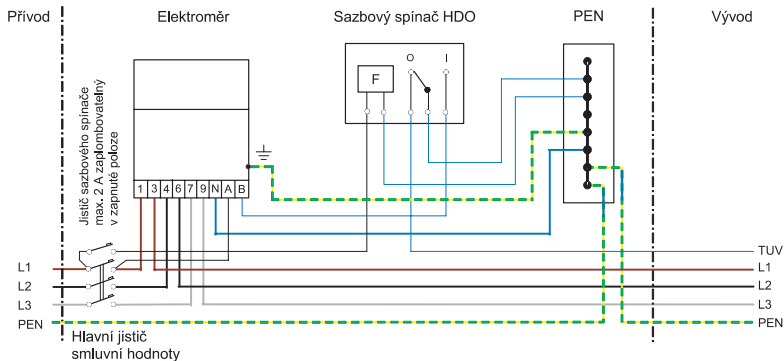 Přívod
Elektroměr
Sazbový spínač HDO
PEN
Vývod
O
I
F
Jistič sazbového spínače
max. 2 A zaplombovatelný
v zapnuté poloze
1 3 4 6 7 9 N A B
TUV
L1
L1
L2
L2
L3
L3
PEN
PEN
Hlavní jistič
smluvní hodnoty